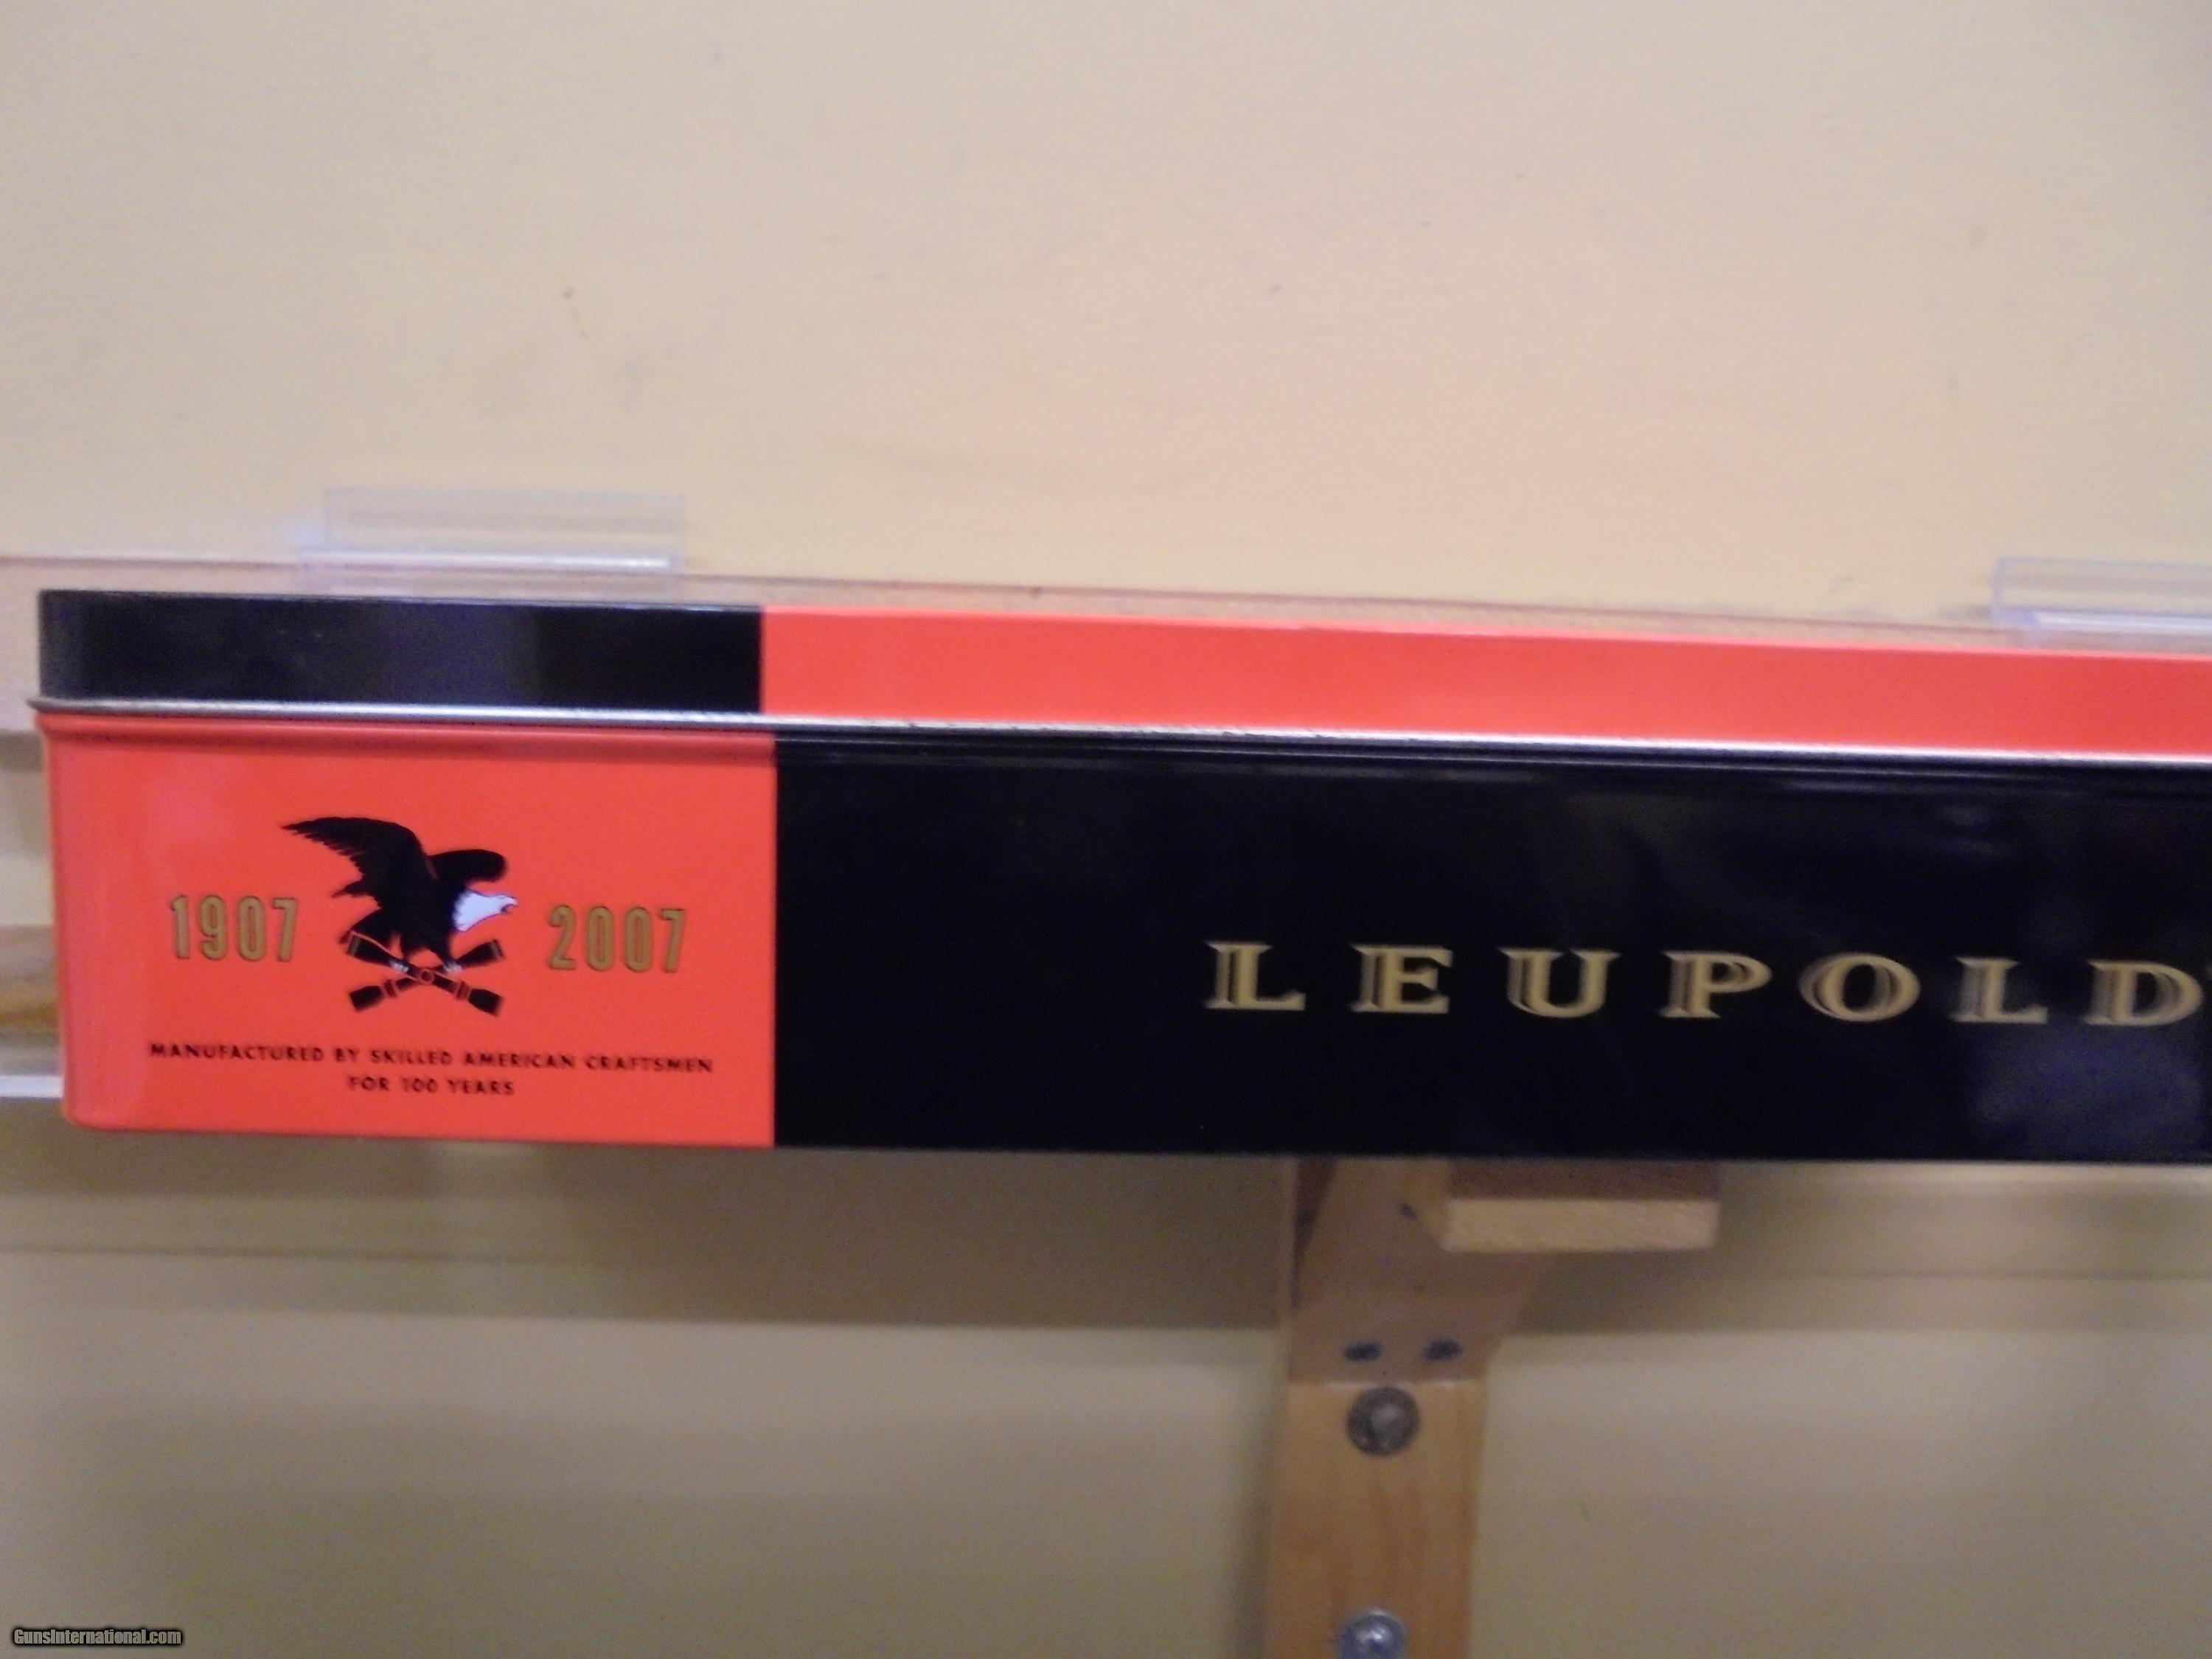 1907 2007
MANUFACTURED BY SKILLED AMERICAN CRAFTSMEN
FOR 100 YEARS
LEUPOLD
GunsInternational.com